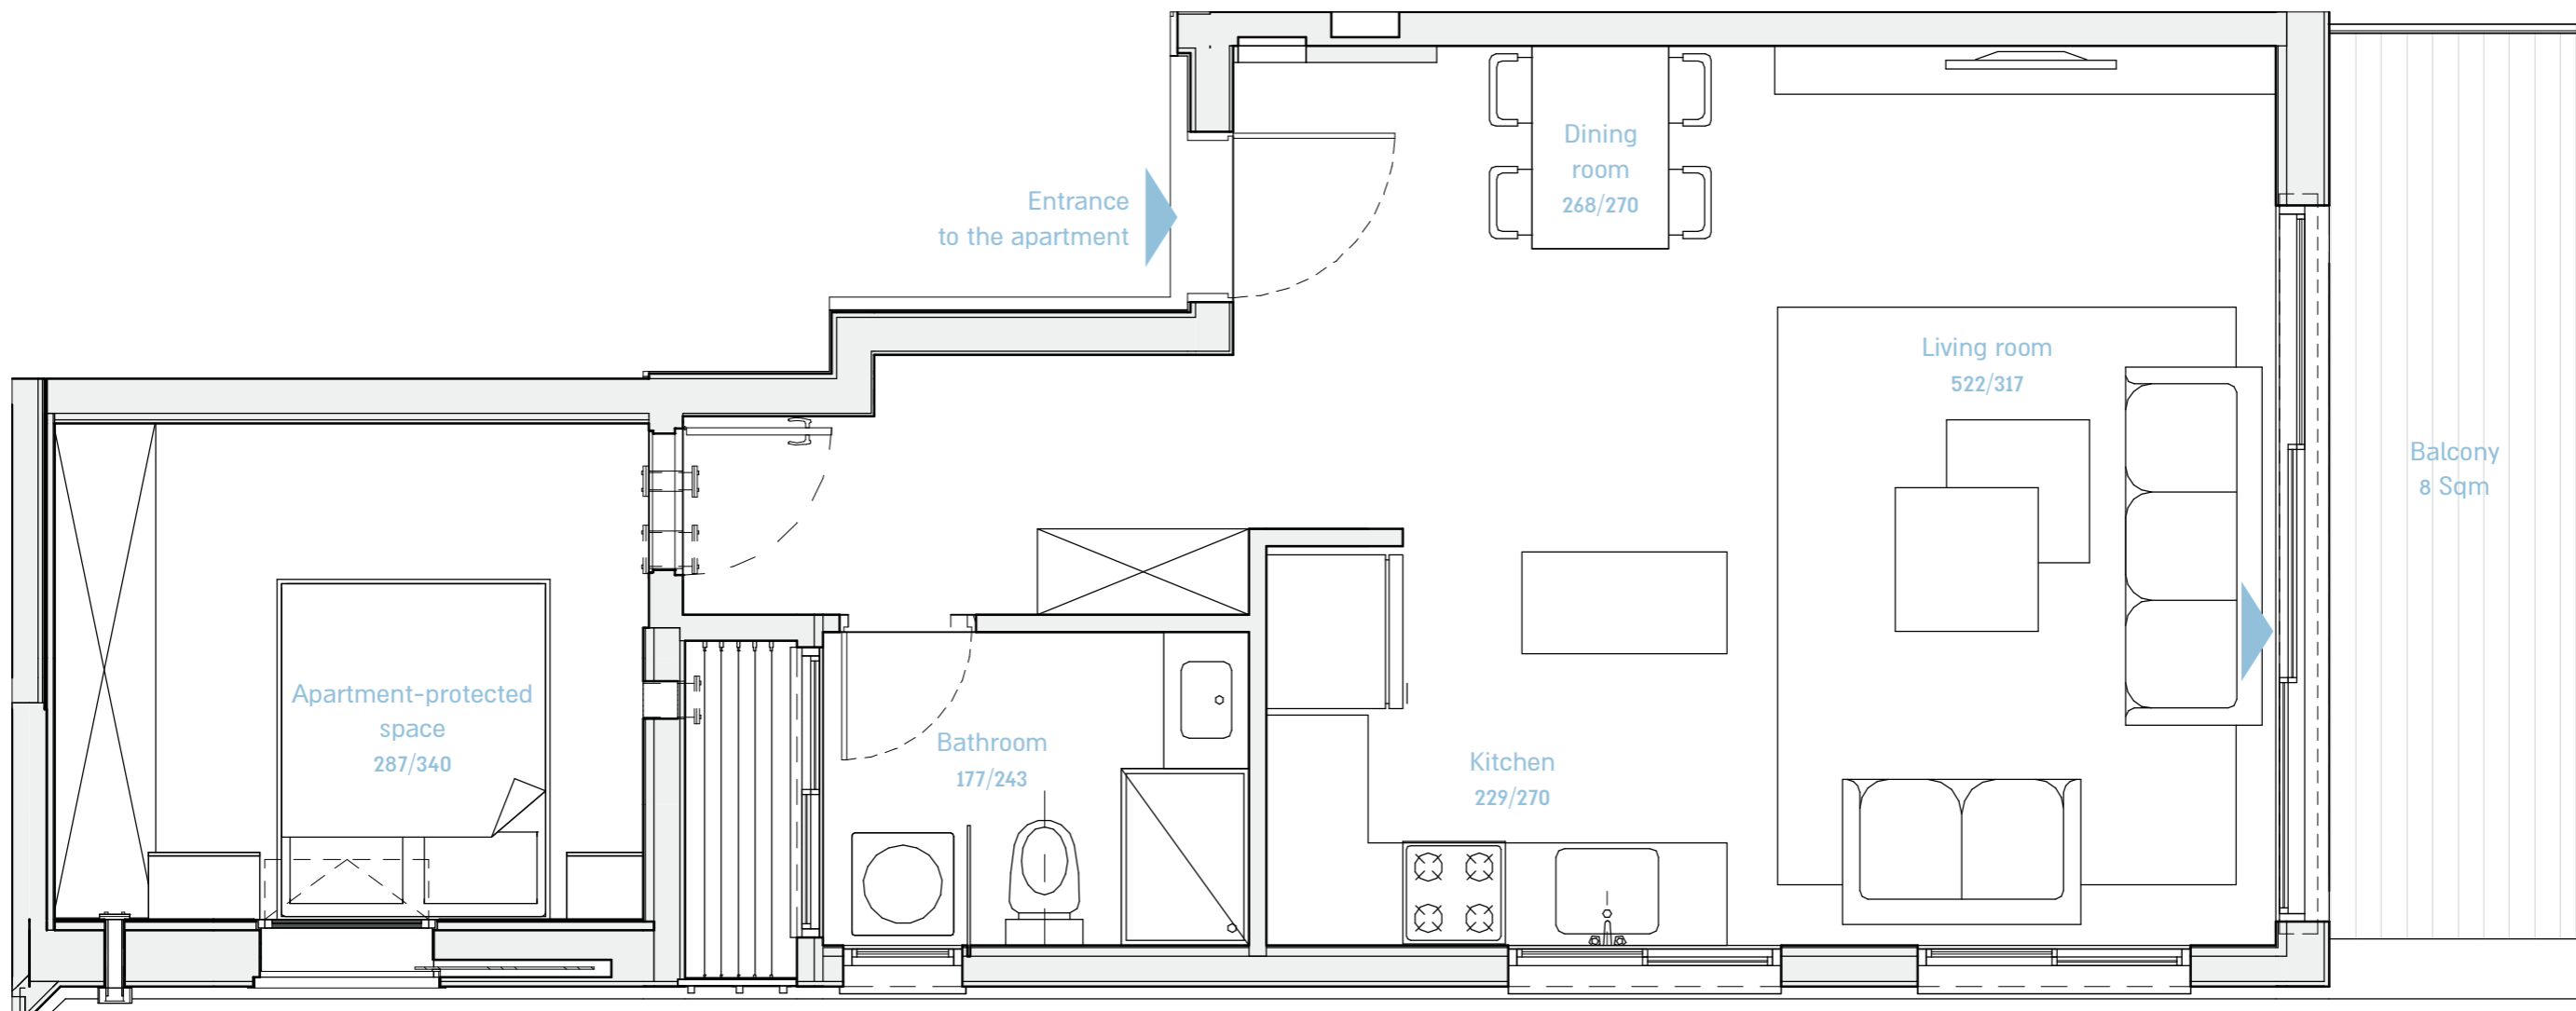 Entrance
to the apartment
Dining
room
268/270
Living room
522/317
Balcony
8 Sqm
Apartment-protected
space
287/340
Bathroom
177/243
Kitchen
229/270